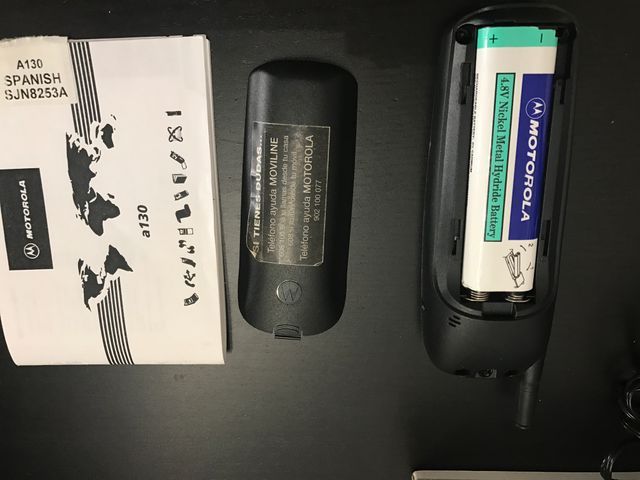 A130
SPANISH
SJN8253A
MOTOROLA
a130
SI TIENES DUDAS...
Teléfono ayuda MOVILINE
Teléfono ayuda MOTOROLA
902 100 077
+ -
MOTOROLA
4.8V Nickel Metal Hydride Battery